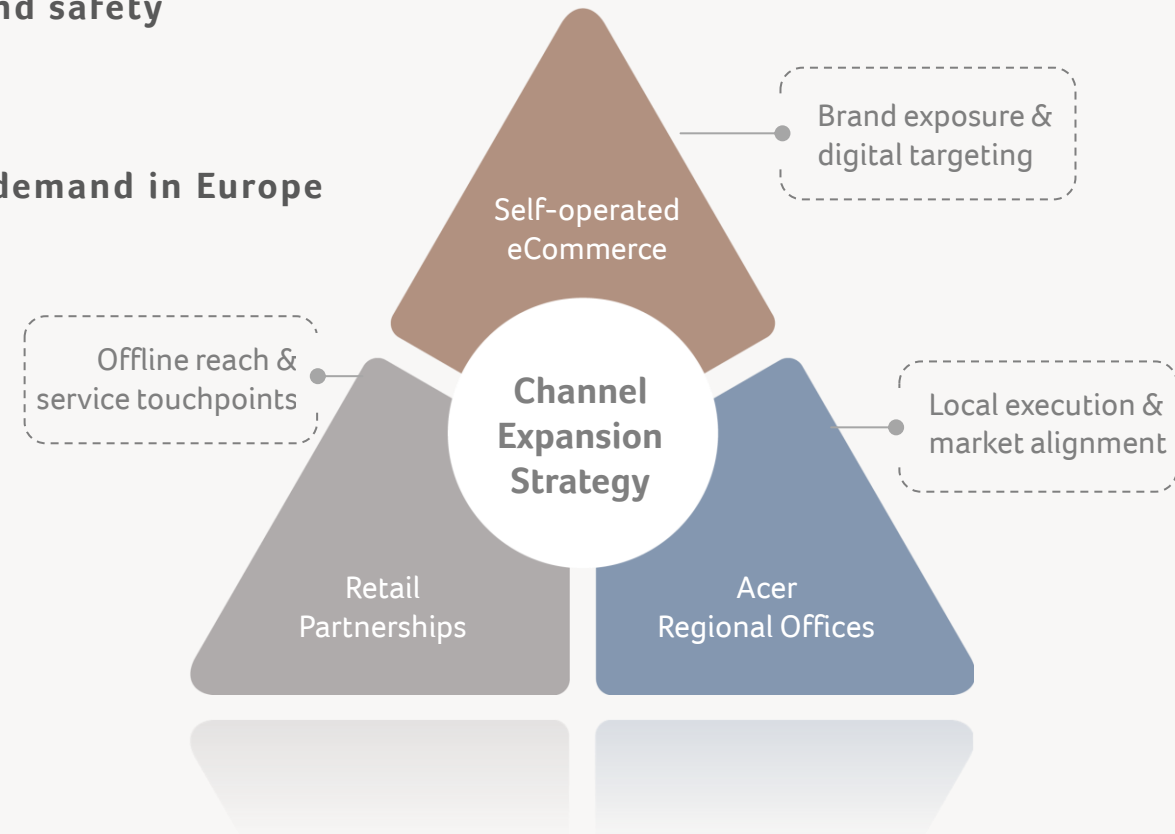 nd safety
demand in Europe
Brand exposure &
digital targeting
Self-operated
eCommerce
Offline reach &
service touchpoints
Channel
Expansion
Strategy
Local execution &
market alignment
Retail
Partnerships
Acer
Regional Offices